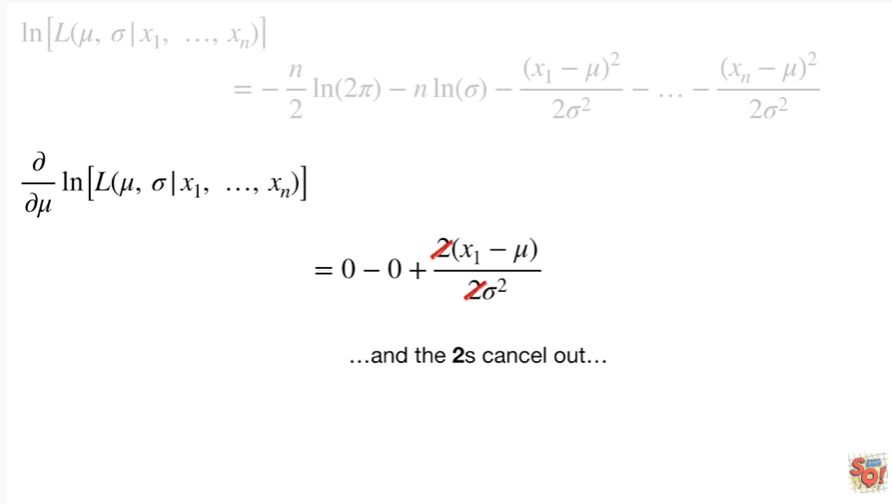 ln[L(μ, σ|x₁, …, xₙ)]
= −n/2 ln(2π) − n ln(σ) − (x₁ − μ)²/2σ² − … − (xₙ − μ)²/2σ²
∂/∂μ ln[L(μ, σ|x₁, …, xₙ)]
= 0 − 0 + 2(x₁ − μ)/2σ²
…and the 2s cancel out…
SQ!